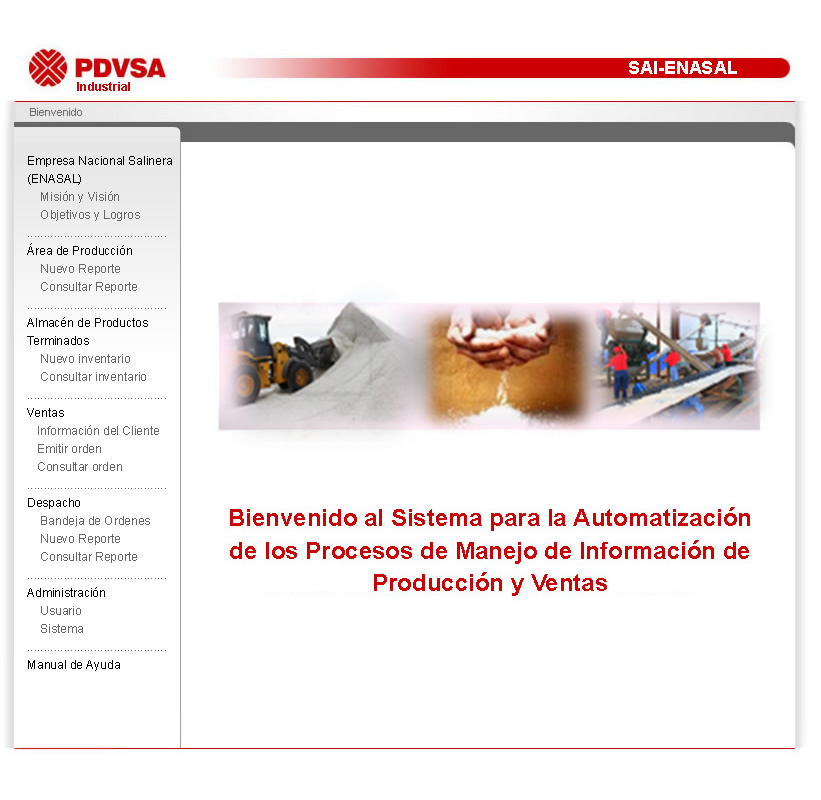 PDVSA
Industrial
SAI-ENASAL
Bienvenido
Empresa Nacional Salinera
(ENASAL)
Misión y Visión
Objetivos y Logros
Área de Producción
Nuevo Reporte
Consultar Reporte
Almacén de Productos
Terminados
Nuevo inventario
Consultar inventario
Ventas
Información del Cliente
Emitir orden
Consultar orden
Despacho
Bandeja de Ordenes
Nuevo Reporte
Consultar Reporte
Administración
Usuario
Sistema
Manual de Ayuda
Bienvenido al Sistema para la Automatización
de los Procesos de Manejo de Información de
Producción y Ventas